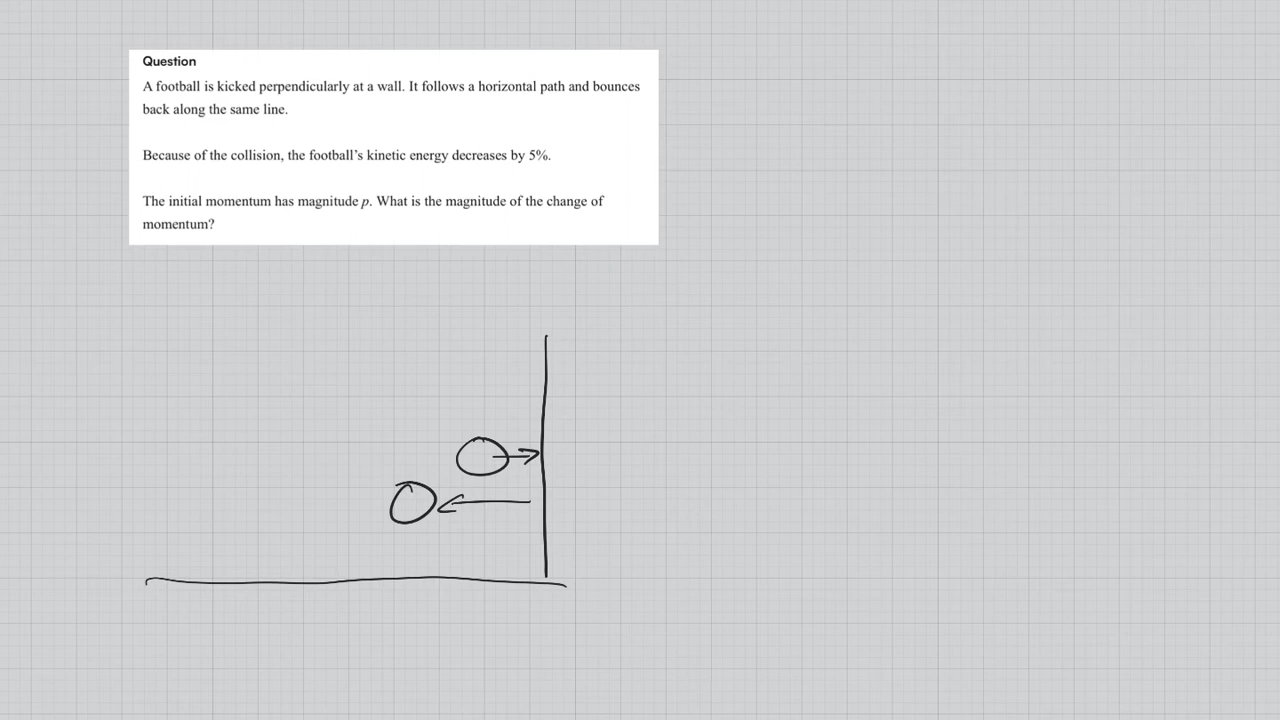 Question
A football is kicked perpendicularly at a wall. It follows a horizontal path and bounces
back along the same line.
Because of the collision, the football’s kinetic energy decreases by 5%.
The initial momentum has magnitude p. What is the magnitude of the change of
momentum?